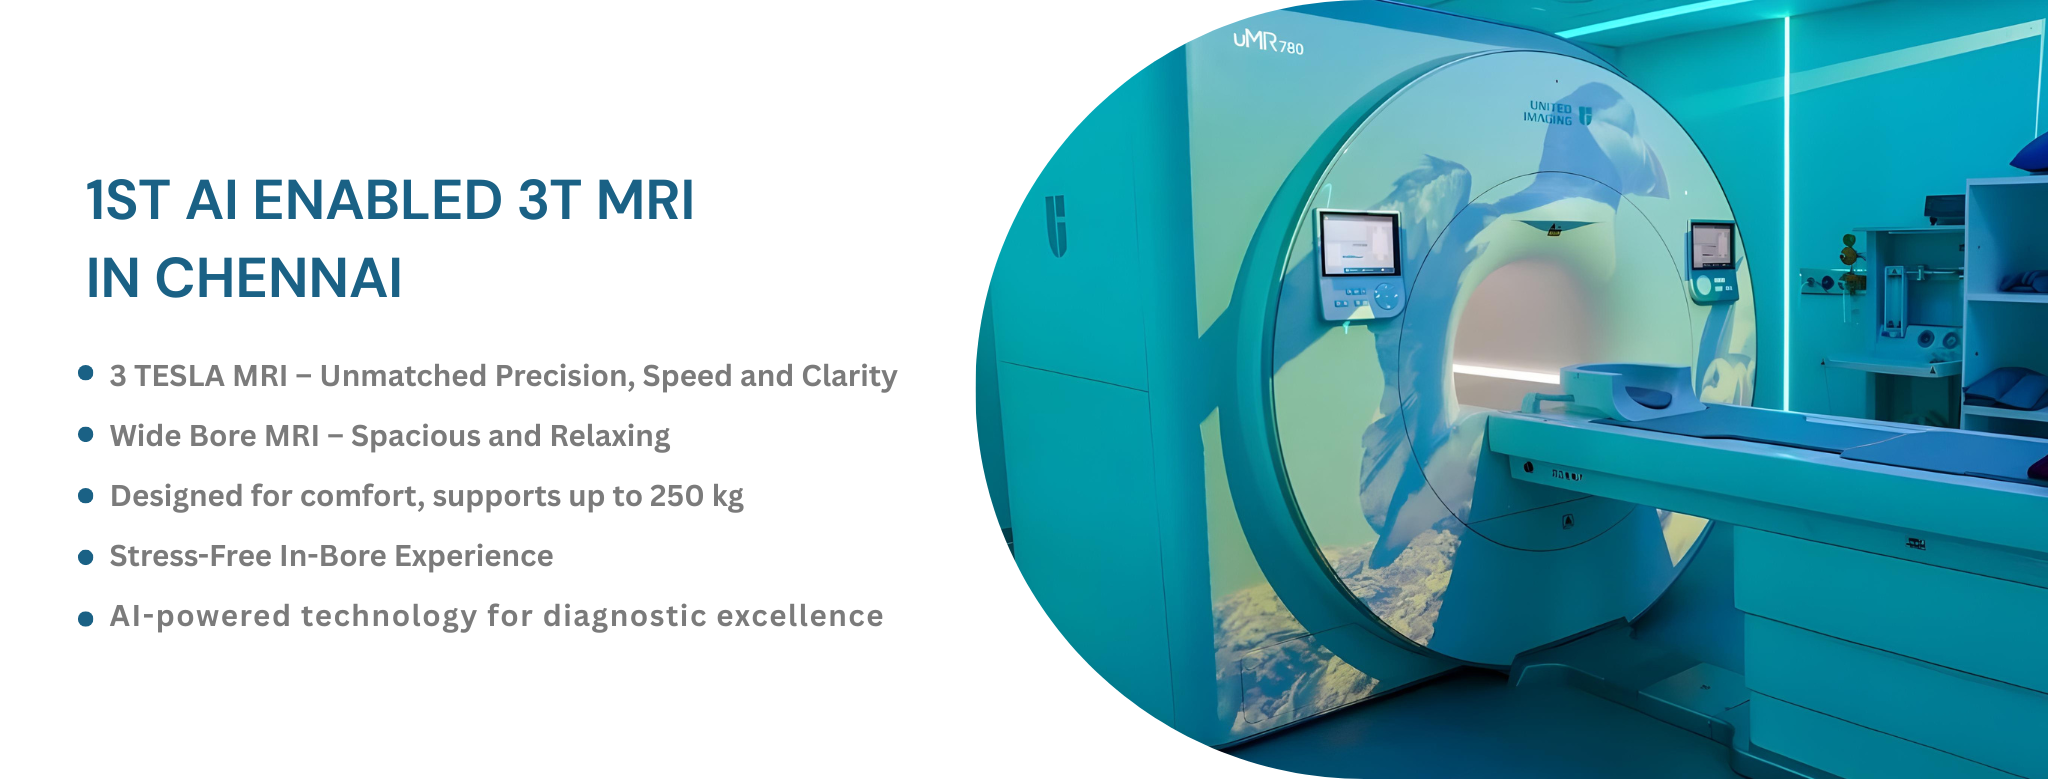 1ST AI ENABLED 3T MRI
IN CHENNAI
3 TESLA MRI – Unmatched Precision, Speed and Clarity
Wide Bore MRI – Spacious and Relaxing
Designed for comfort, supports up to 250 kg
Stress-Free In-Bore Experience
AI-powered technology for diagnostic excellence
uMR 780
UNITED
IMAGING